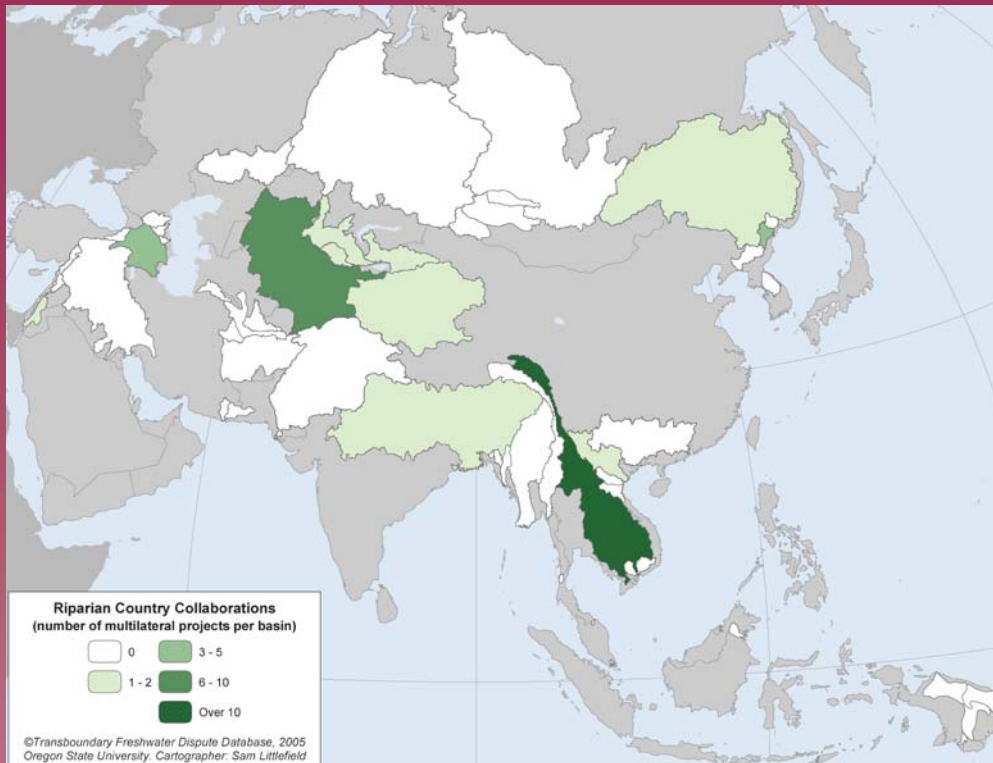 Riparian Country Collaborations
(number of multilateral projects per basin)
0
3 - 5
1 - 2
6 - 10
Over 10
©Transboundary Freshwater Dispute Database, 2005
Oregon State University. Cartographer: Sam Littlefield